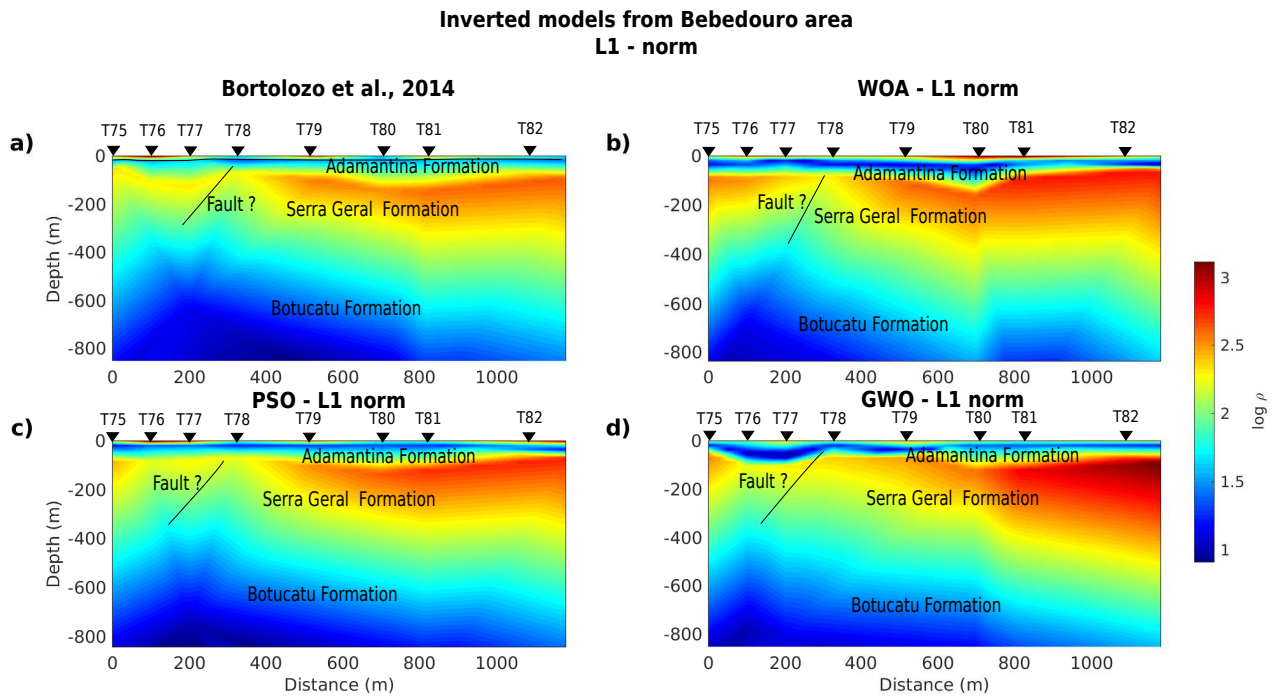 Inverted models from Bebedouro area
L1 - norm
Bortolozo et al., 2014
a)
T75 T76 T77 T78 T79 T80 T81 T82
0
-200
-400
-600
-800
Depth (m)
Adamantina Formation
Fault ?
Serra Geral Formation
Botucatu Formation
0 200 400 600 800 1000
WOA - L1 norm
b)
T75 T76 T77 T78 T79 T80 T81 T82
0
-200
-400
-600
-800
Adamantina Formation
Fault ?
Serra Geral Formation
Botucatu Formation
0 200 400 600 800 1000
PSO - L1 norm
c)
T75 T76 T77 T78 T79 T80 T81 T82
0
-200
-400
-600
-800
Depth (m)
Adamantina Formation
Fault ?
Serra Geral Formation
Botucatu Formation
0 200 400 600 800 1000
Distance (m)
GWO - L1 norm
d)
T75 T76 T77 T78 T79 T80 T81 T82
0
-200
-400
-600
-800
Adamantina Formation
Fault ?
Serra Geral Formation
Botucatu Formation
0 200 400 600 800 1000
Distance (m)
3
2.5
2
1.5
1
log ρ